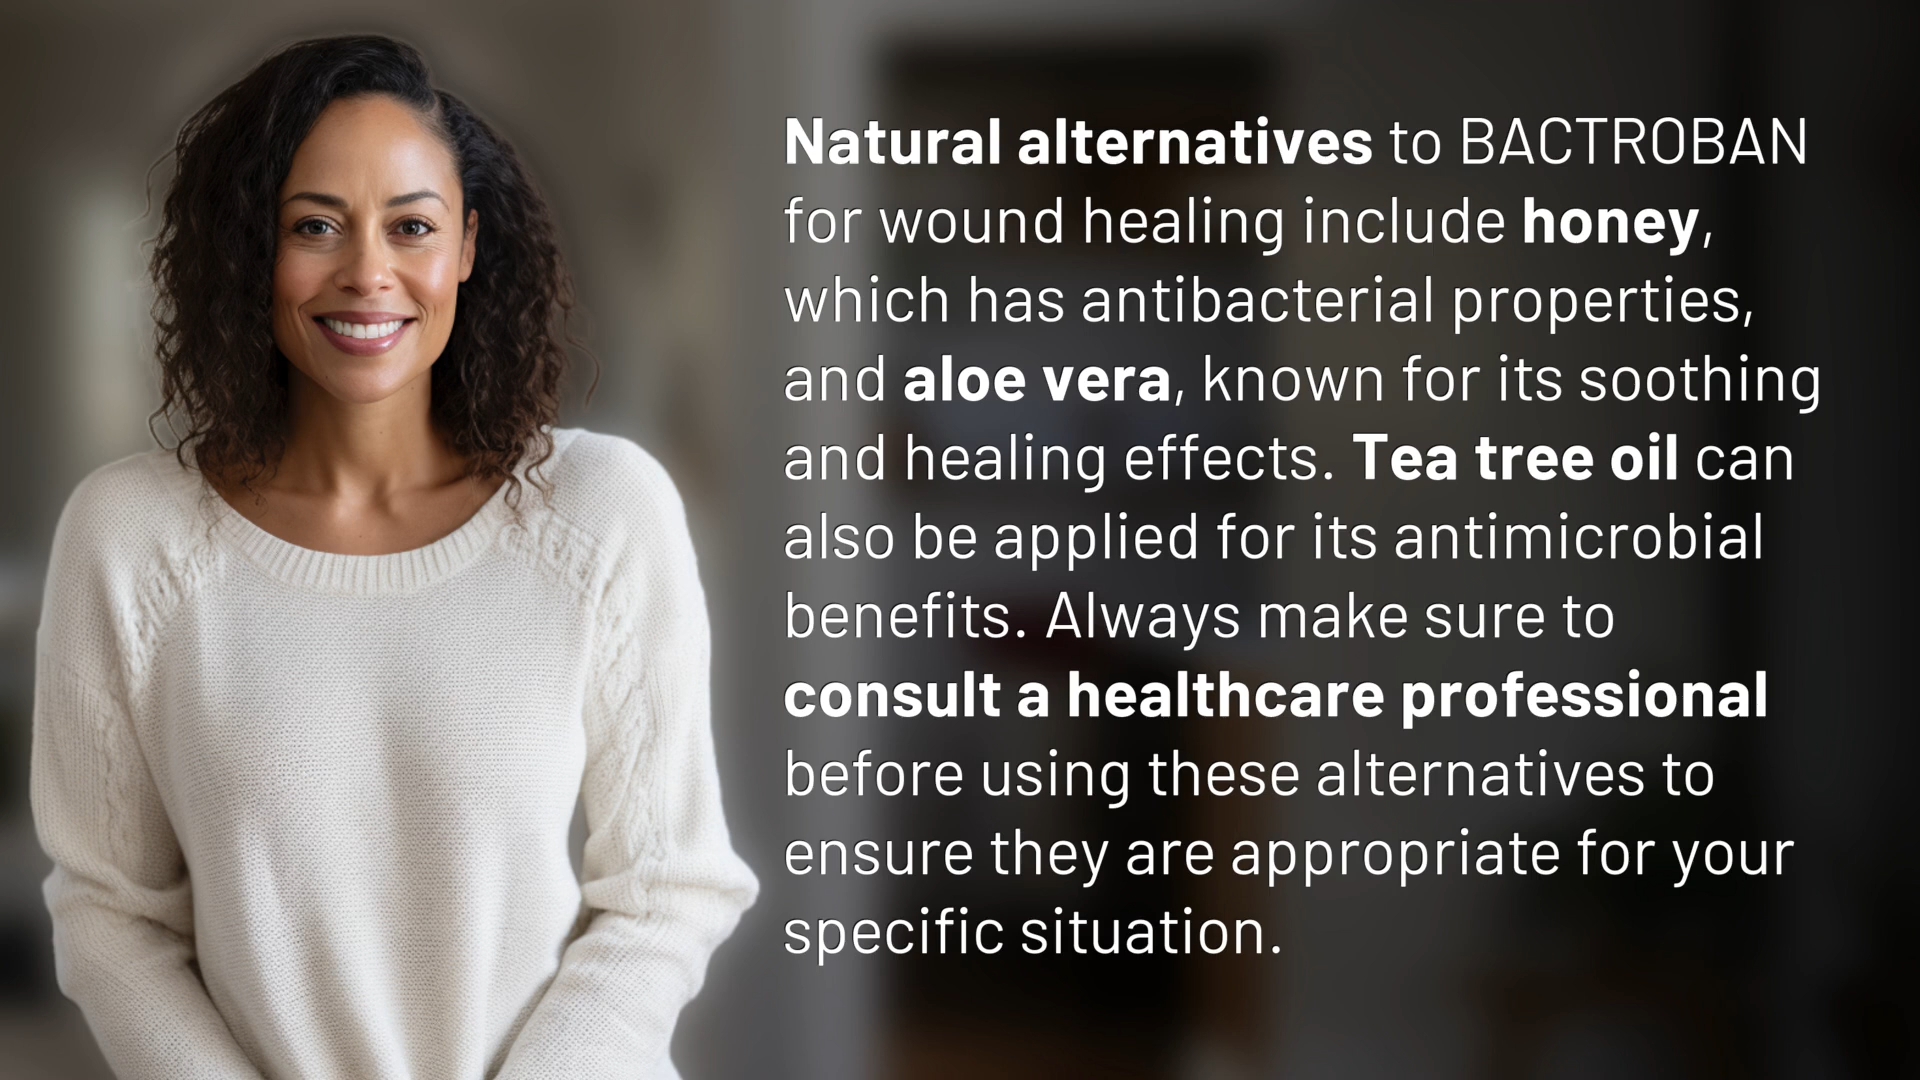 Natural alternatives to BACTROBAN
for wound healing include honey,
which has antibacterial properties,
and aloe vera, known for its soothing
and healing effects. Tea tree oil can
also be applied for its antimicrobial
benefits. Always make sure to
consult a healthcare professional
before using these alternatives to
ensure they are appropriate for your
specific situation.